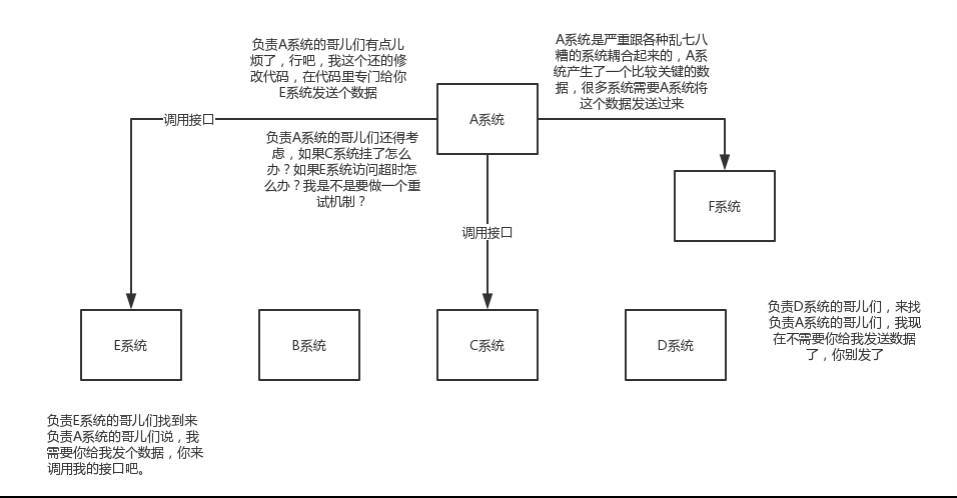 负责A系统的哥儿们有点儿
烦了，行吧，我这个还的修
改代码，在代码里专门给你
E系统发送个数据
A系统是严重跟各种乱七八
糟的系统耦合起来的，A系
统产生了一个比较关键的数
据，很多系统需要A系统将
这个数据发送过来
调用接口
A系统
负责A系统的哥儿们还得考
虑，如果C系统挂了怎么
办？如果E系统访问超时怎
么办？我是不是要做一个重
试机制？
F系统
调用接口
负责D系统的哥儿们，来找
负责A系统的哥儿们，我现
在不需要你给我发送数据
了，你别发了
E系统
B系统
C系统
D系统
负责E系统的哥儿们找到来
负责A系统的哥儿们说，我
需要你给我发个数据，你来
调用我的接口吧。